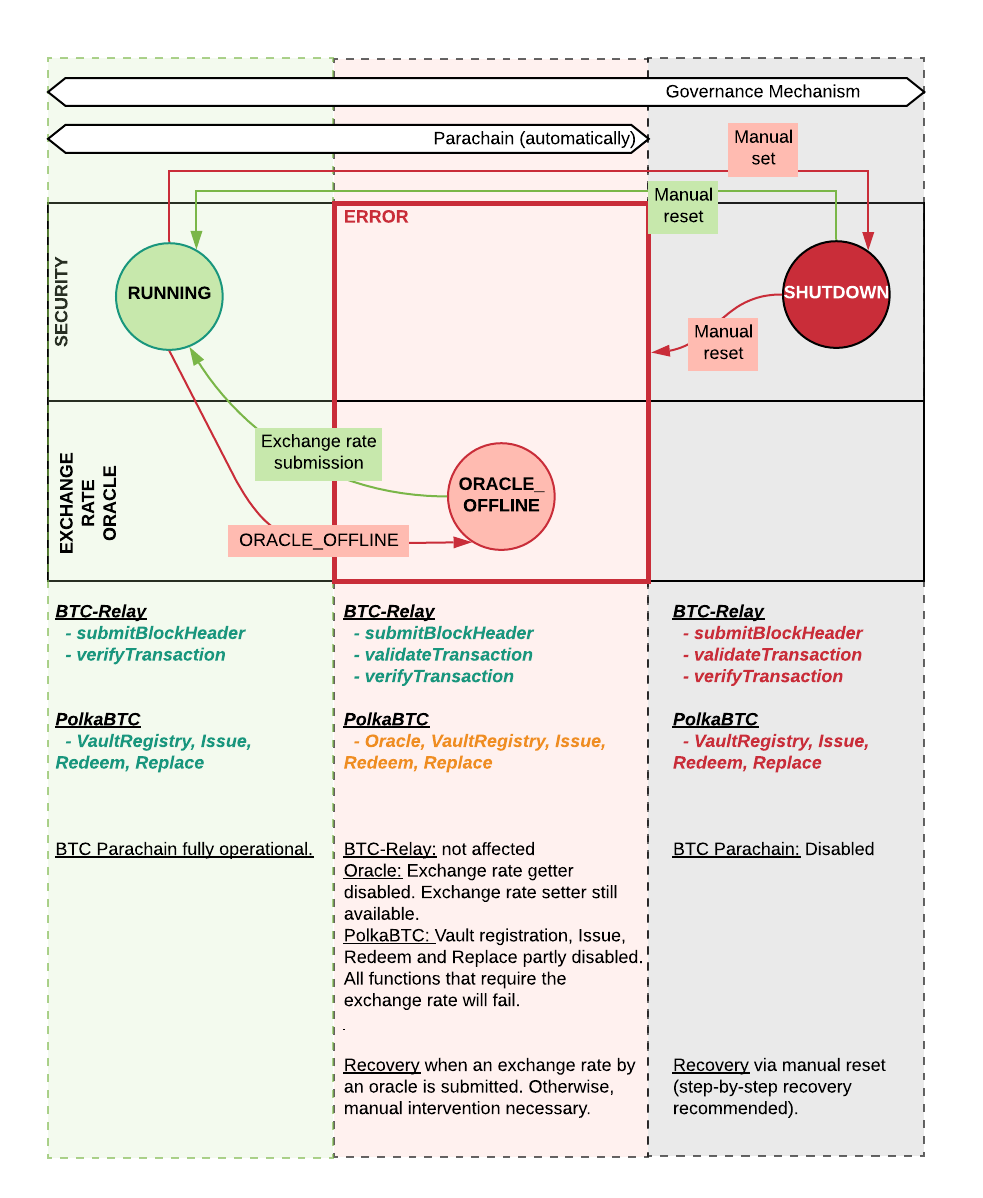 Governance Mechanism
Parachain (automatically)
Manual
set
Manual
reset
ERROR
SECURITY
RUNNING
SHUTDOWN
Manual
reset
EXCHANGE
RATE
ORACLE
Exchange rate
submission
ORACLE_
OFFLINE
ORACLE_OFFLINE
BTC-Relay
- submitBlockHeader
- verifyTransaction
PolkaBTC
- VaultRegistry, Issue,
Redeem, Replace
BTC Parachain fully operational.
BTC-Relay
- submitBlockHeader
- validateTransaction
- verifyTransaction
PolkaBTC
- Oracle, VaultRegistry, Issue,
Redeem, Replace
BTC-Relay: not affected
Oracle: Exchange rate getter
disabled. Exchange rate setter still
available.
PolkaBTC: Vault registration, Issue,
Redeem and Replace partly disabled.
All functions that require the
exchange rate will fail.
.
Recovery when an exchange rate by
an oracle is submitted. Otherwise,
manual intervention necessary.
BTC-Relay
- submitBlockHeader
- validateTransaction
- verifyTransaction
PolkaBTC
- VaultRegistry, Issue,
Redeem, Replace
BTC Parachain: Disabled
Recovery via manual reset
(step-by-step recovery
recommended).